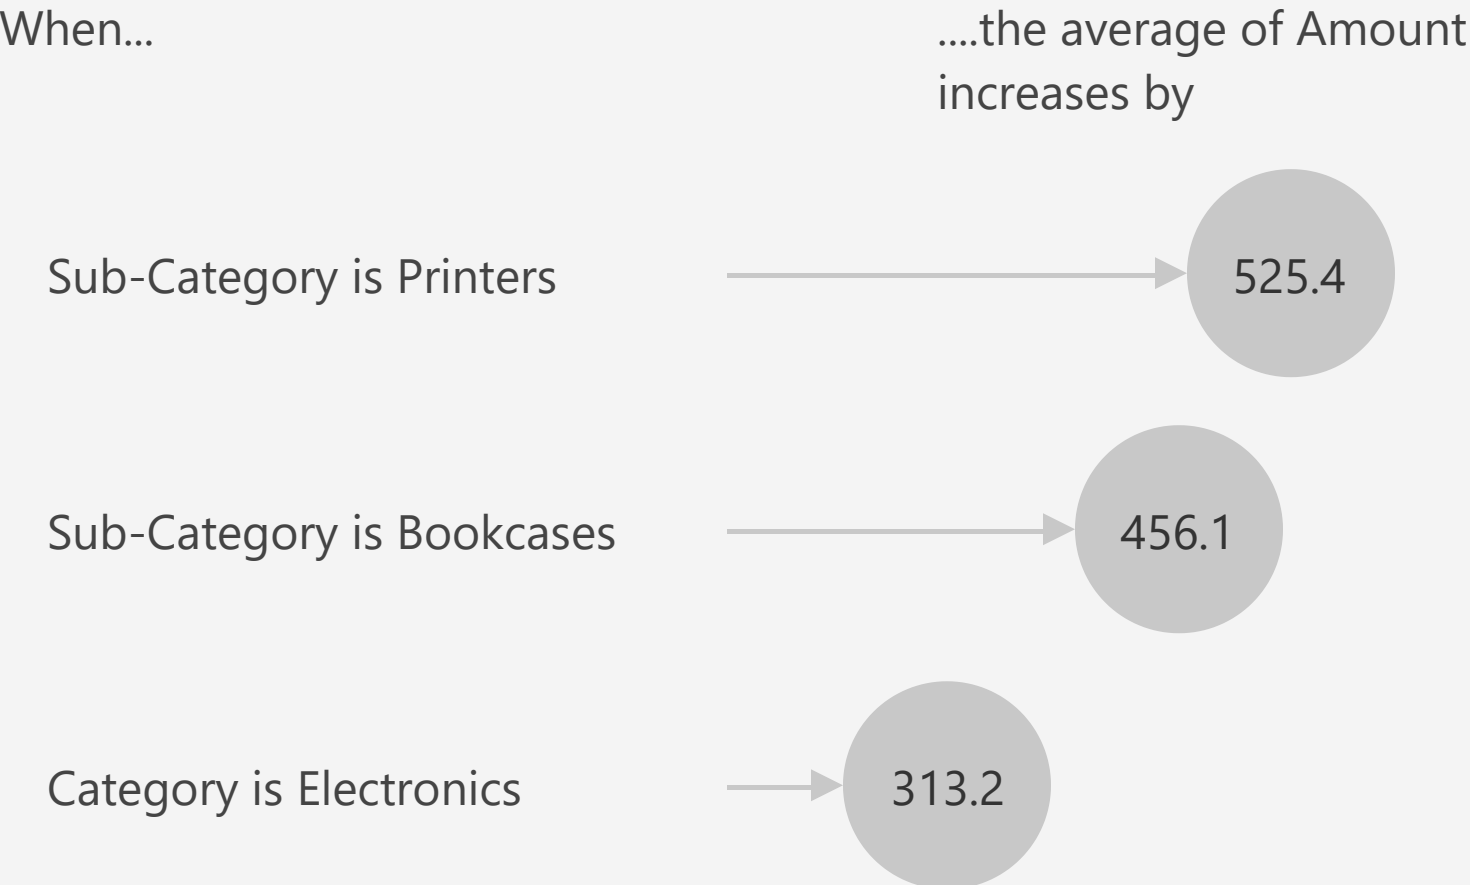 When...
....the average of Amount
increases by
Sub-Category is Printers
525.4
Sub-Category is Bookcases
456.1
Category is Electronics
313.2